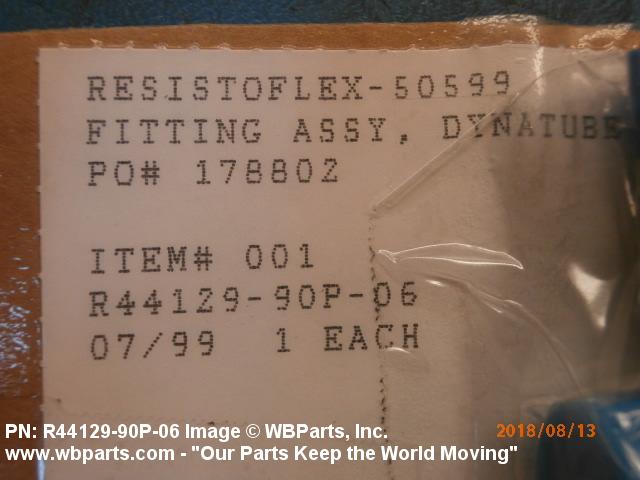 RESISTOFLEX-50599
FITTING ASSY, DYNATUBE
PO# 178802
ITEM# 001
R44129-90P-06
07/99 1 EACH
PN: R44129-90P-06 Image © WBParts, Inc.
2018/08/13
www.wbparts.com - "Our Parts Keep the World Moving"